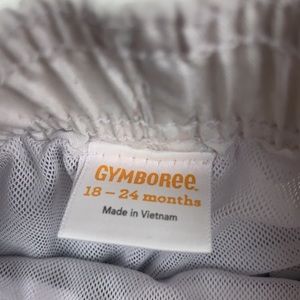 GYMBOREE
18 – 24 months
Made in Vietnam